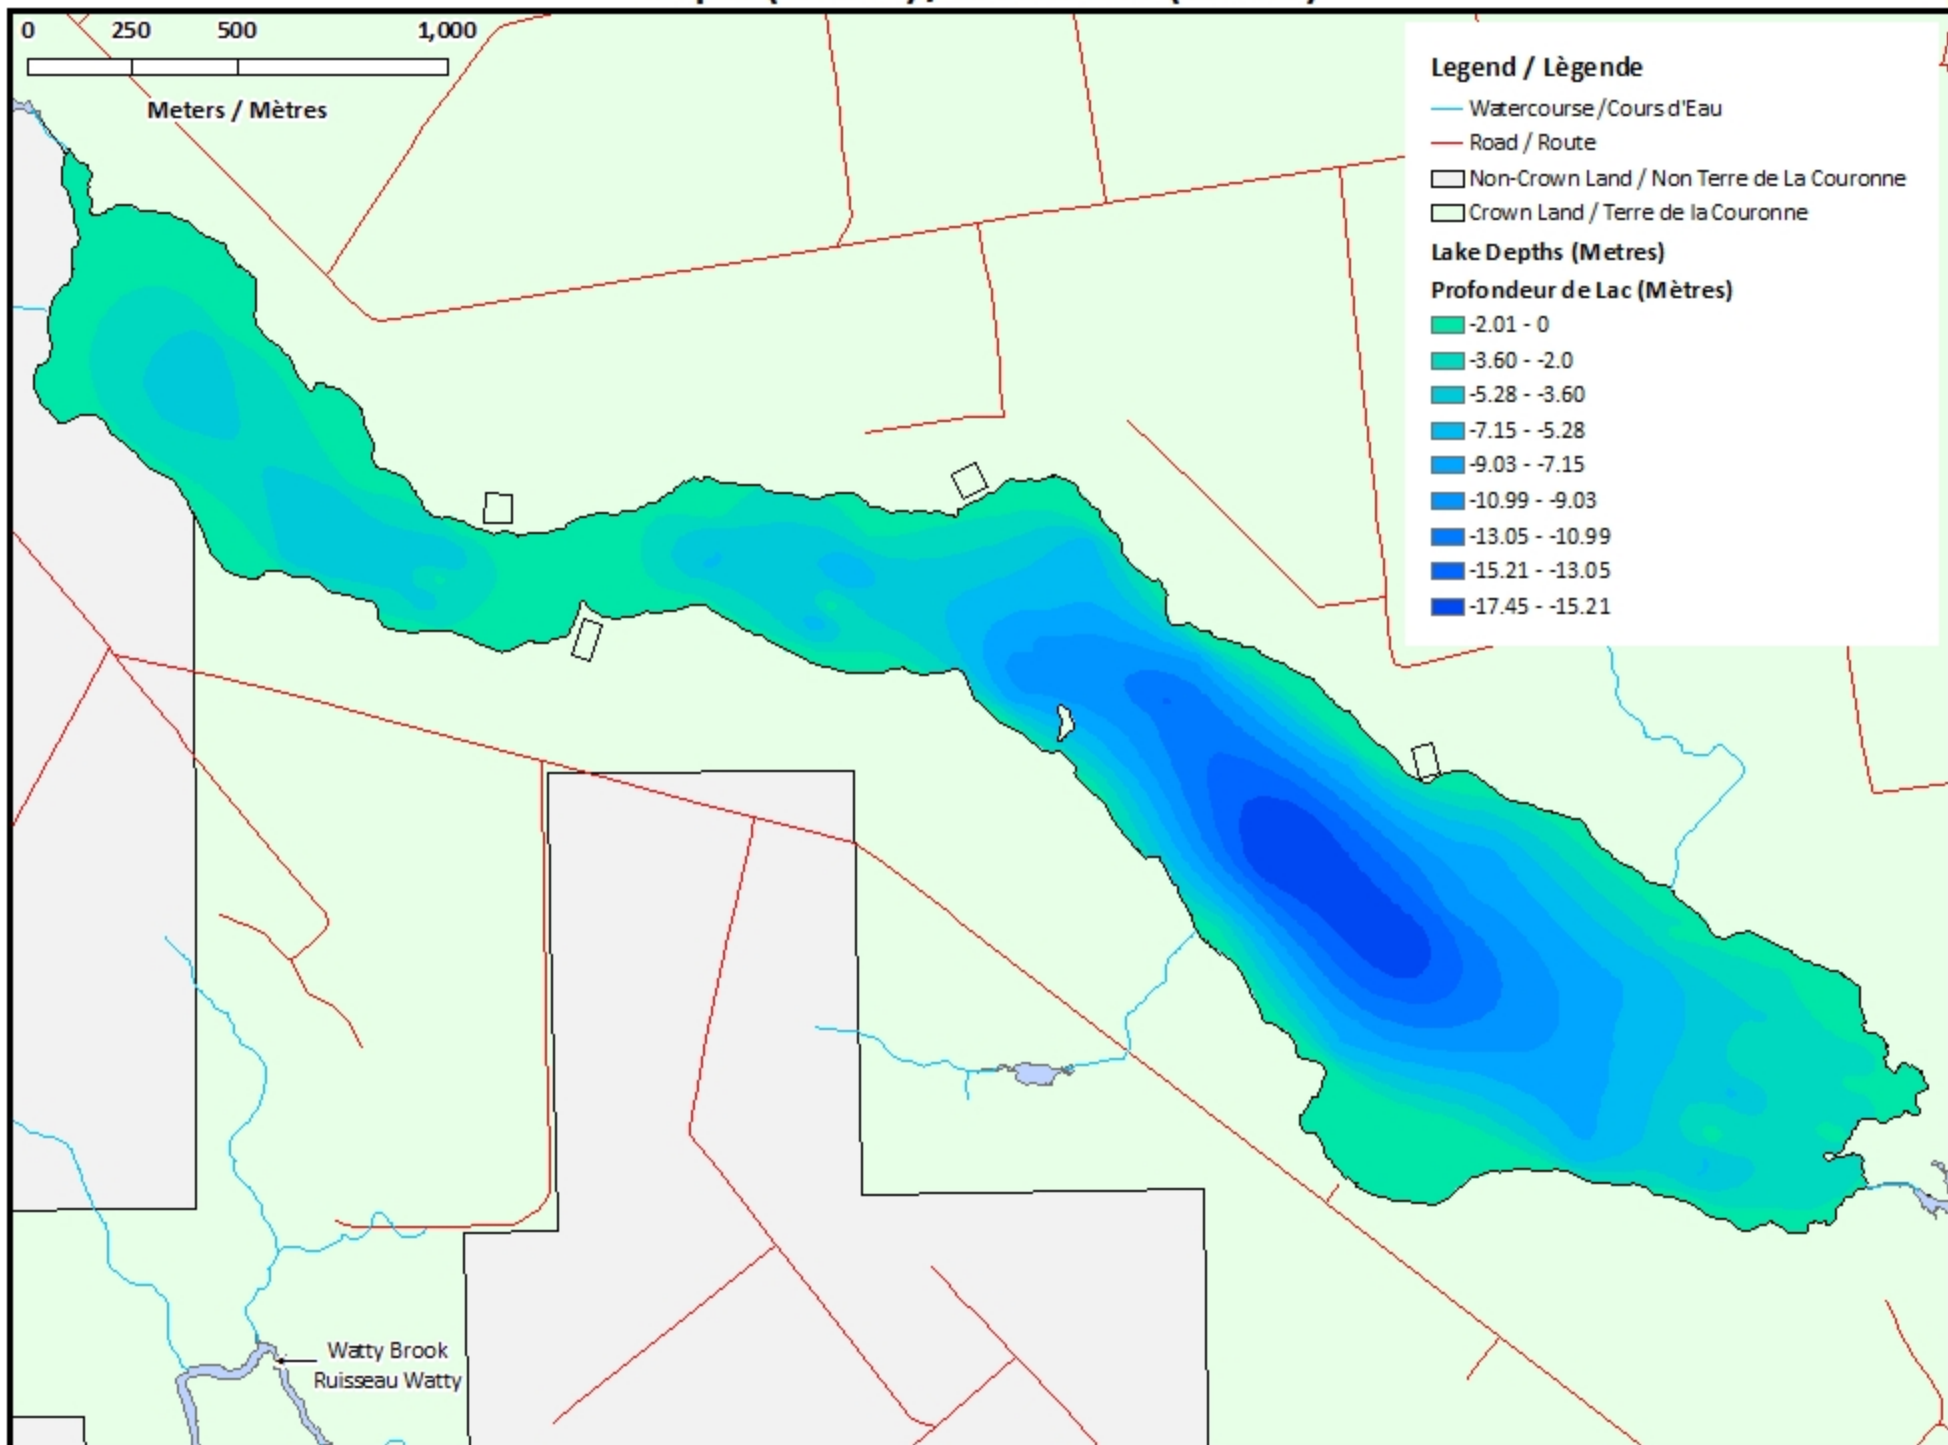 0 250 500 1,000
Meters / Mètres
Legend / Lègende
Watercourse /Cours d'Eau
Road / Route
Non-Crown Land / Non Terre de La Couronne
Crown Land / Terre de la Couronne
Lake Depths (Metres)
Profondeur de Lac (Mètres)
-2.01 - 0
-3.60 - -2.0
-5.28 - -3.60
-7.15 - -5.28
-9.03 - -7.15
-10.99 - -9.03
-13.05 - -10.99
-15.21 - -13.05
-17.45 - -15.21
Watty Brook
Ruisseau Watty